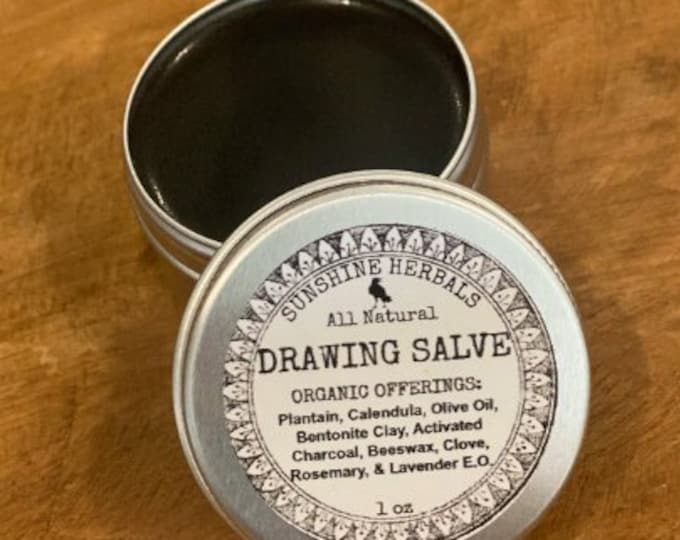 SUNSHINE HERBALS
All Natural
DRAWING SALVE
ORGANIC OFFERINGS:
Plantain, Calendula, Olive Oil,
Bentonite Clay, Activated
Charcoal, Beeswax, Clove,
Rosemary, & Lavender E.O.
1 oz